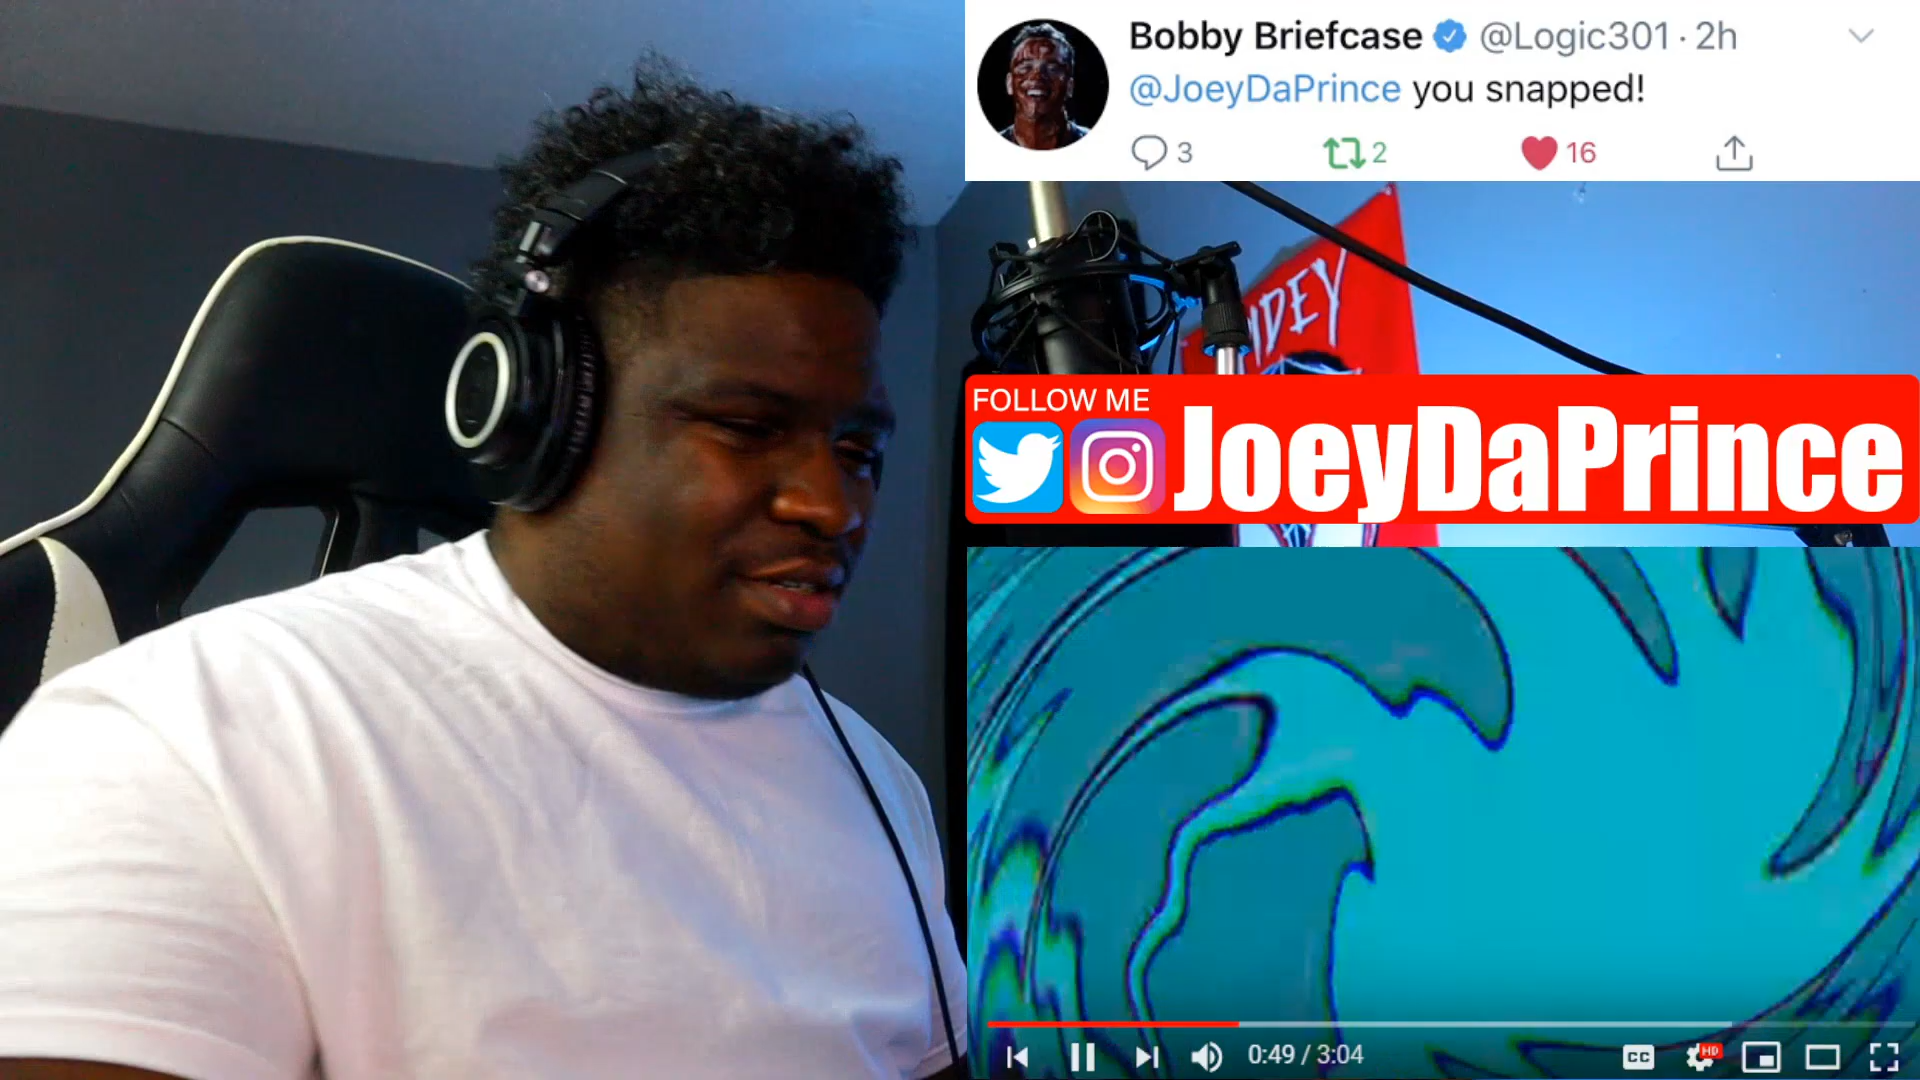 Bobby Briefcase @Logic301 · 2h
@JoeyDaPrince you snapped!
3 2 16
FOLLOW ME
JoeyDaPrince
0:49 / 3:04
CC HD